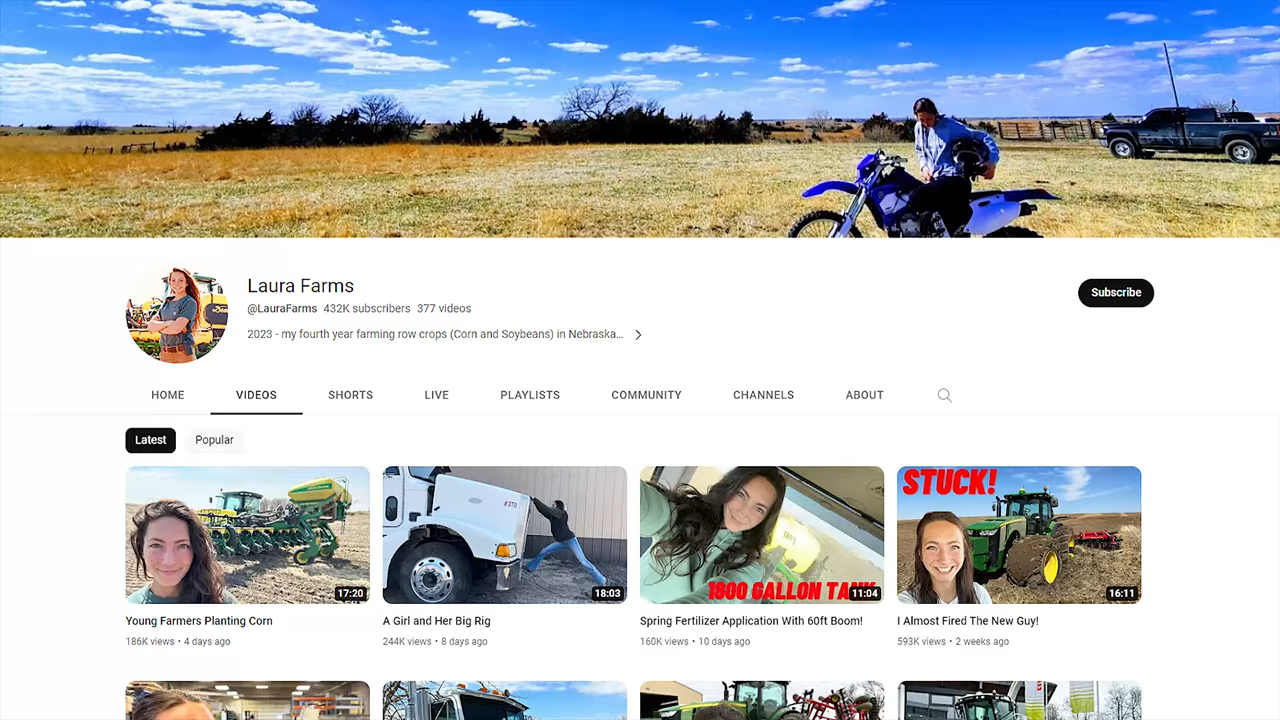 Laura Farms
@LauraFarms 432K subscribers 377 videos
2023 - my fourth year farming row crops (Corn and Soybeans) in Nebraska...
Subscribe
HOME VIDEOS SHORTS LIVE PLAYLISTS COMMUNITY CHANNELS ABOUT
Latest Popular
17:20
#370
18:03
1800 GALLON TANK
11:04
STUCK!
16:11
Young Farmers Planting Corn
186K views • 4 days ago
A Girl and Her Big Rig
244K views • 8 days ago
Spring Fertilizer Application With 60ft Boom!
160K views • 10 days ago
I Almost Fired The New Guy!
593K views • 2 weeks ago